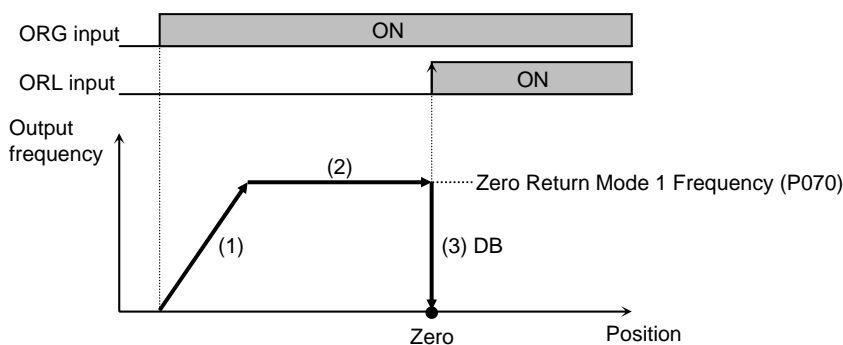 ORG input
ON
ORL input
ON
Output
frequency
(2)
Zero Return Mode 1 Frequency (P070)
(1)
(3) DB
Zero
Position